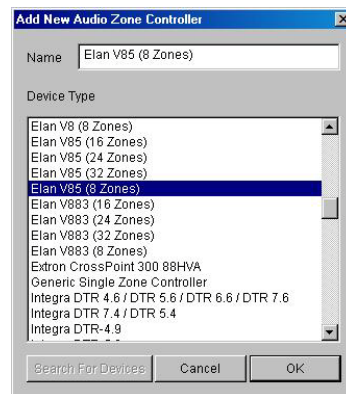 Add New Audio Zone Controller
Name
Elan V85 (8 Zones)
Device Type
Elan V8 (8 Zones)
Elan V85 (16 Zones)
Elan V85 (24 Zones)
Elan V85 (32 Zones)
Elan V85 (8 Zones)
Elan V883 (16 Zones)
Elan V883 (24 Zones)
Elan V883 (32 Zones)
Elan V883 (8 Zones)
Extron CrossPoint 300 88HVA
Generic Single Zone Controller
Integra DTR 4.6 / DTR 5.6 / DTR 6.6 / DTR 7.6
Integra DTR 7.4 / DTR 5.4
Integra DTR-4.9
Search For Devices Cancel OK